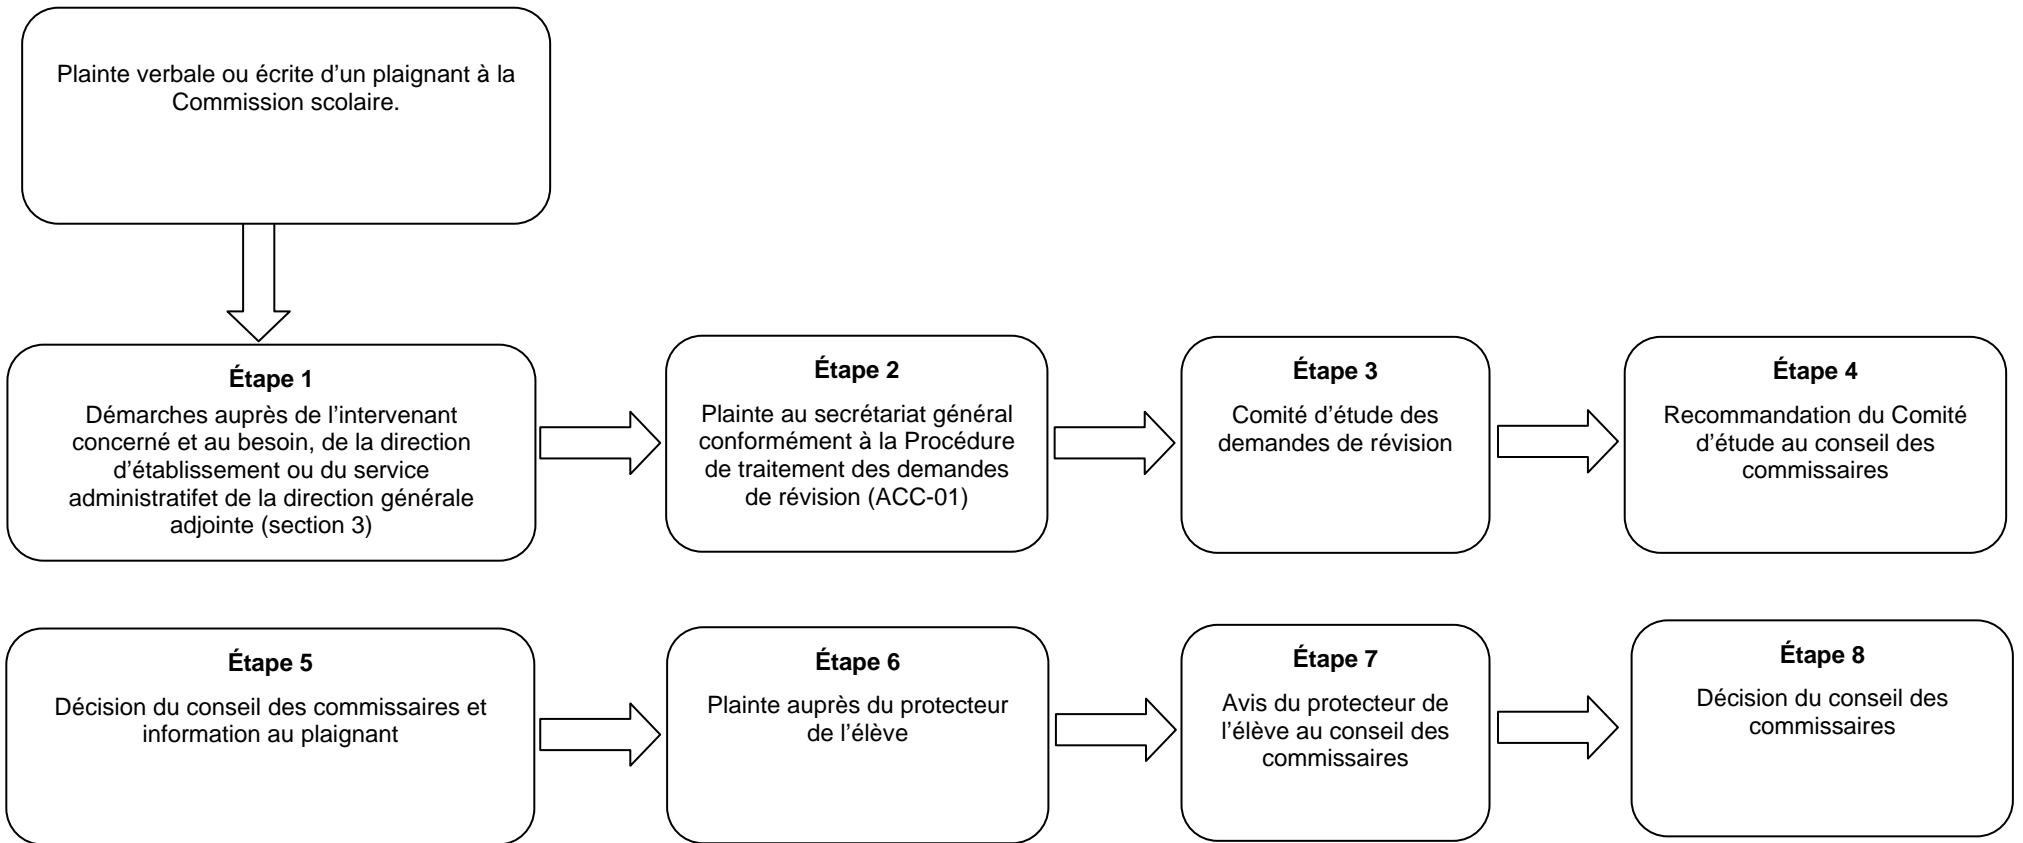 Plainte verbale ou écrite d’un plaignant à la
Commission scolaire.
Étape 1
Démarches auprès de l’intervenant
concerné et au besoin, de la direction
d’établissement ou du service
administratifet de la direction générale
adjointe (section 3)
Étape 2
Plainte au secrétariat général
conformément à la Procédure
de traitement des demandes
de révision (ACC-01)
Étape 3
Comité d’étude des
demandes de révision
Étape 4
Recommandation du Comité
d’étude au conseil des
commissaires
Étape 5
Décision du conseil des commissaires et
information au plaignant
Étape 6
Plainte auprès du protecteur
de l’élève
Étape 7
Avis du protecteur de
l’élève au conseil des
commissaires
Étape 8
Décision du conseil des
commissaires